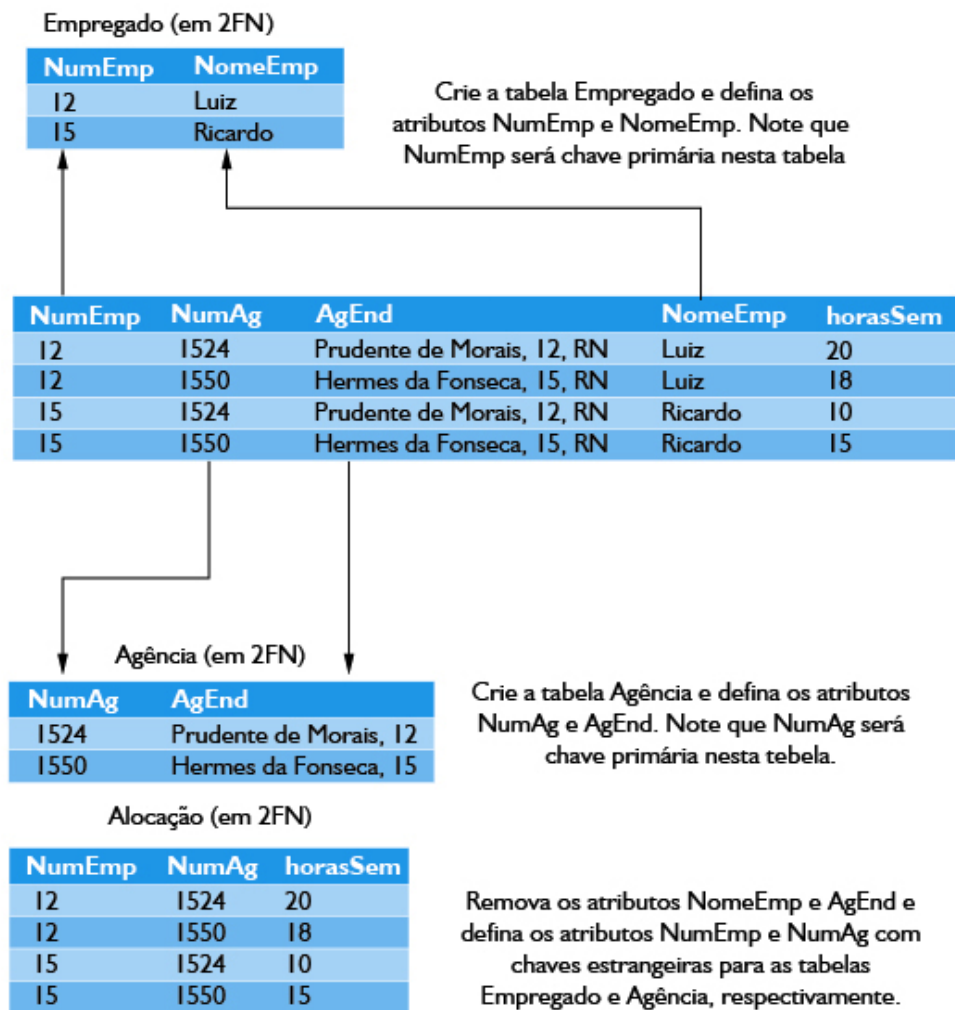 Empregado (em 2FN)
NumEmp NomeEmp
12 Luiz
15 Ricardo
Crie a tabela Empregado e defina os
atributos NumEmp e NomeEmp. Note que
NumEmp será chave primária nesta tabela
NumEmp NumAg AgEnd NomeEmp horasSem
12 1524 Prudente de Morais, 12, RN Luiz 20
12 1550 Hermes da Fonseca, 15, RN Luiz 18
15 1524 Prudente de Morais, 12, RN Ricardo 10
15 1550 Hermes da Fonseca, 15, RN Ricardo 15
Agência (em 2FN)
NumAg AgEnd
1524 Prudente de Morais, 12
1550 Hermes da Fonseca, 15
Crie a tabela Agência e defina os atributos
NumAg e AgEnd. Note que NumAg será
chave primária nesta tebela.
Alocação (em 2FN)
NumEmp NumAg horasSem
12 1524 20
12 1550 18
15 1524 10
15 1550 15
Remova os atributos NomeEmp e AgEnd e
defina os atributos NumEmp e NumAg com
chaves estrangeiras para as tabelas
Empregado e Agência, respectivamente.